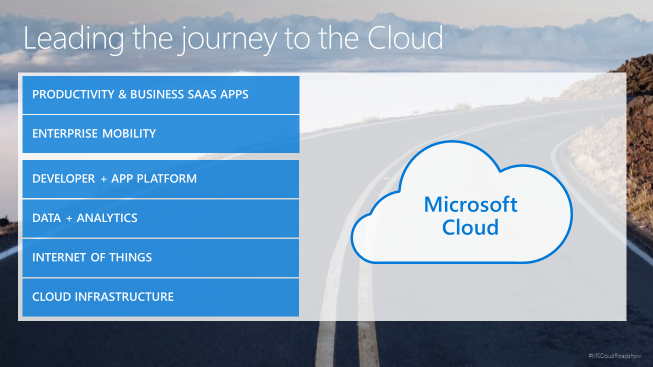 Leading the journey to the Cloud
PRODUCTIVITY & BUSINESS SAAS APPS
ENTERPRISE MOBILITY
DEVELOPER + APP PLATFORM
DATA + ANALYTICS
INTERNET OF THINGS
CLOUD INFRASTRUCTURE
Microsoft
Cloud
#MSCloudRoadshow